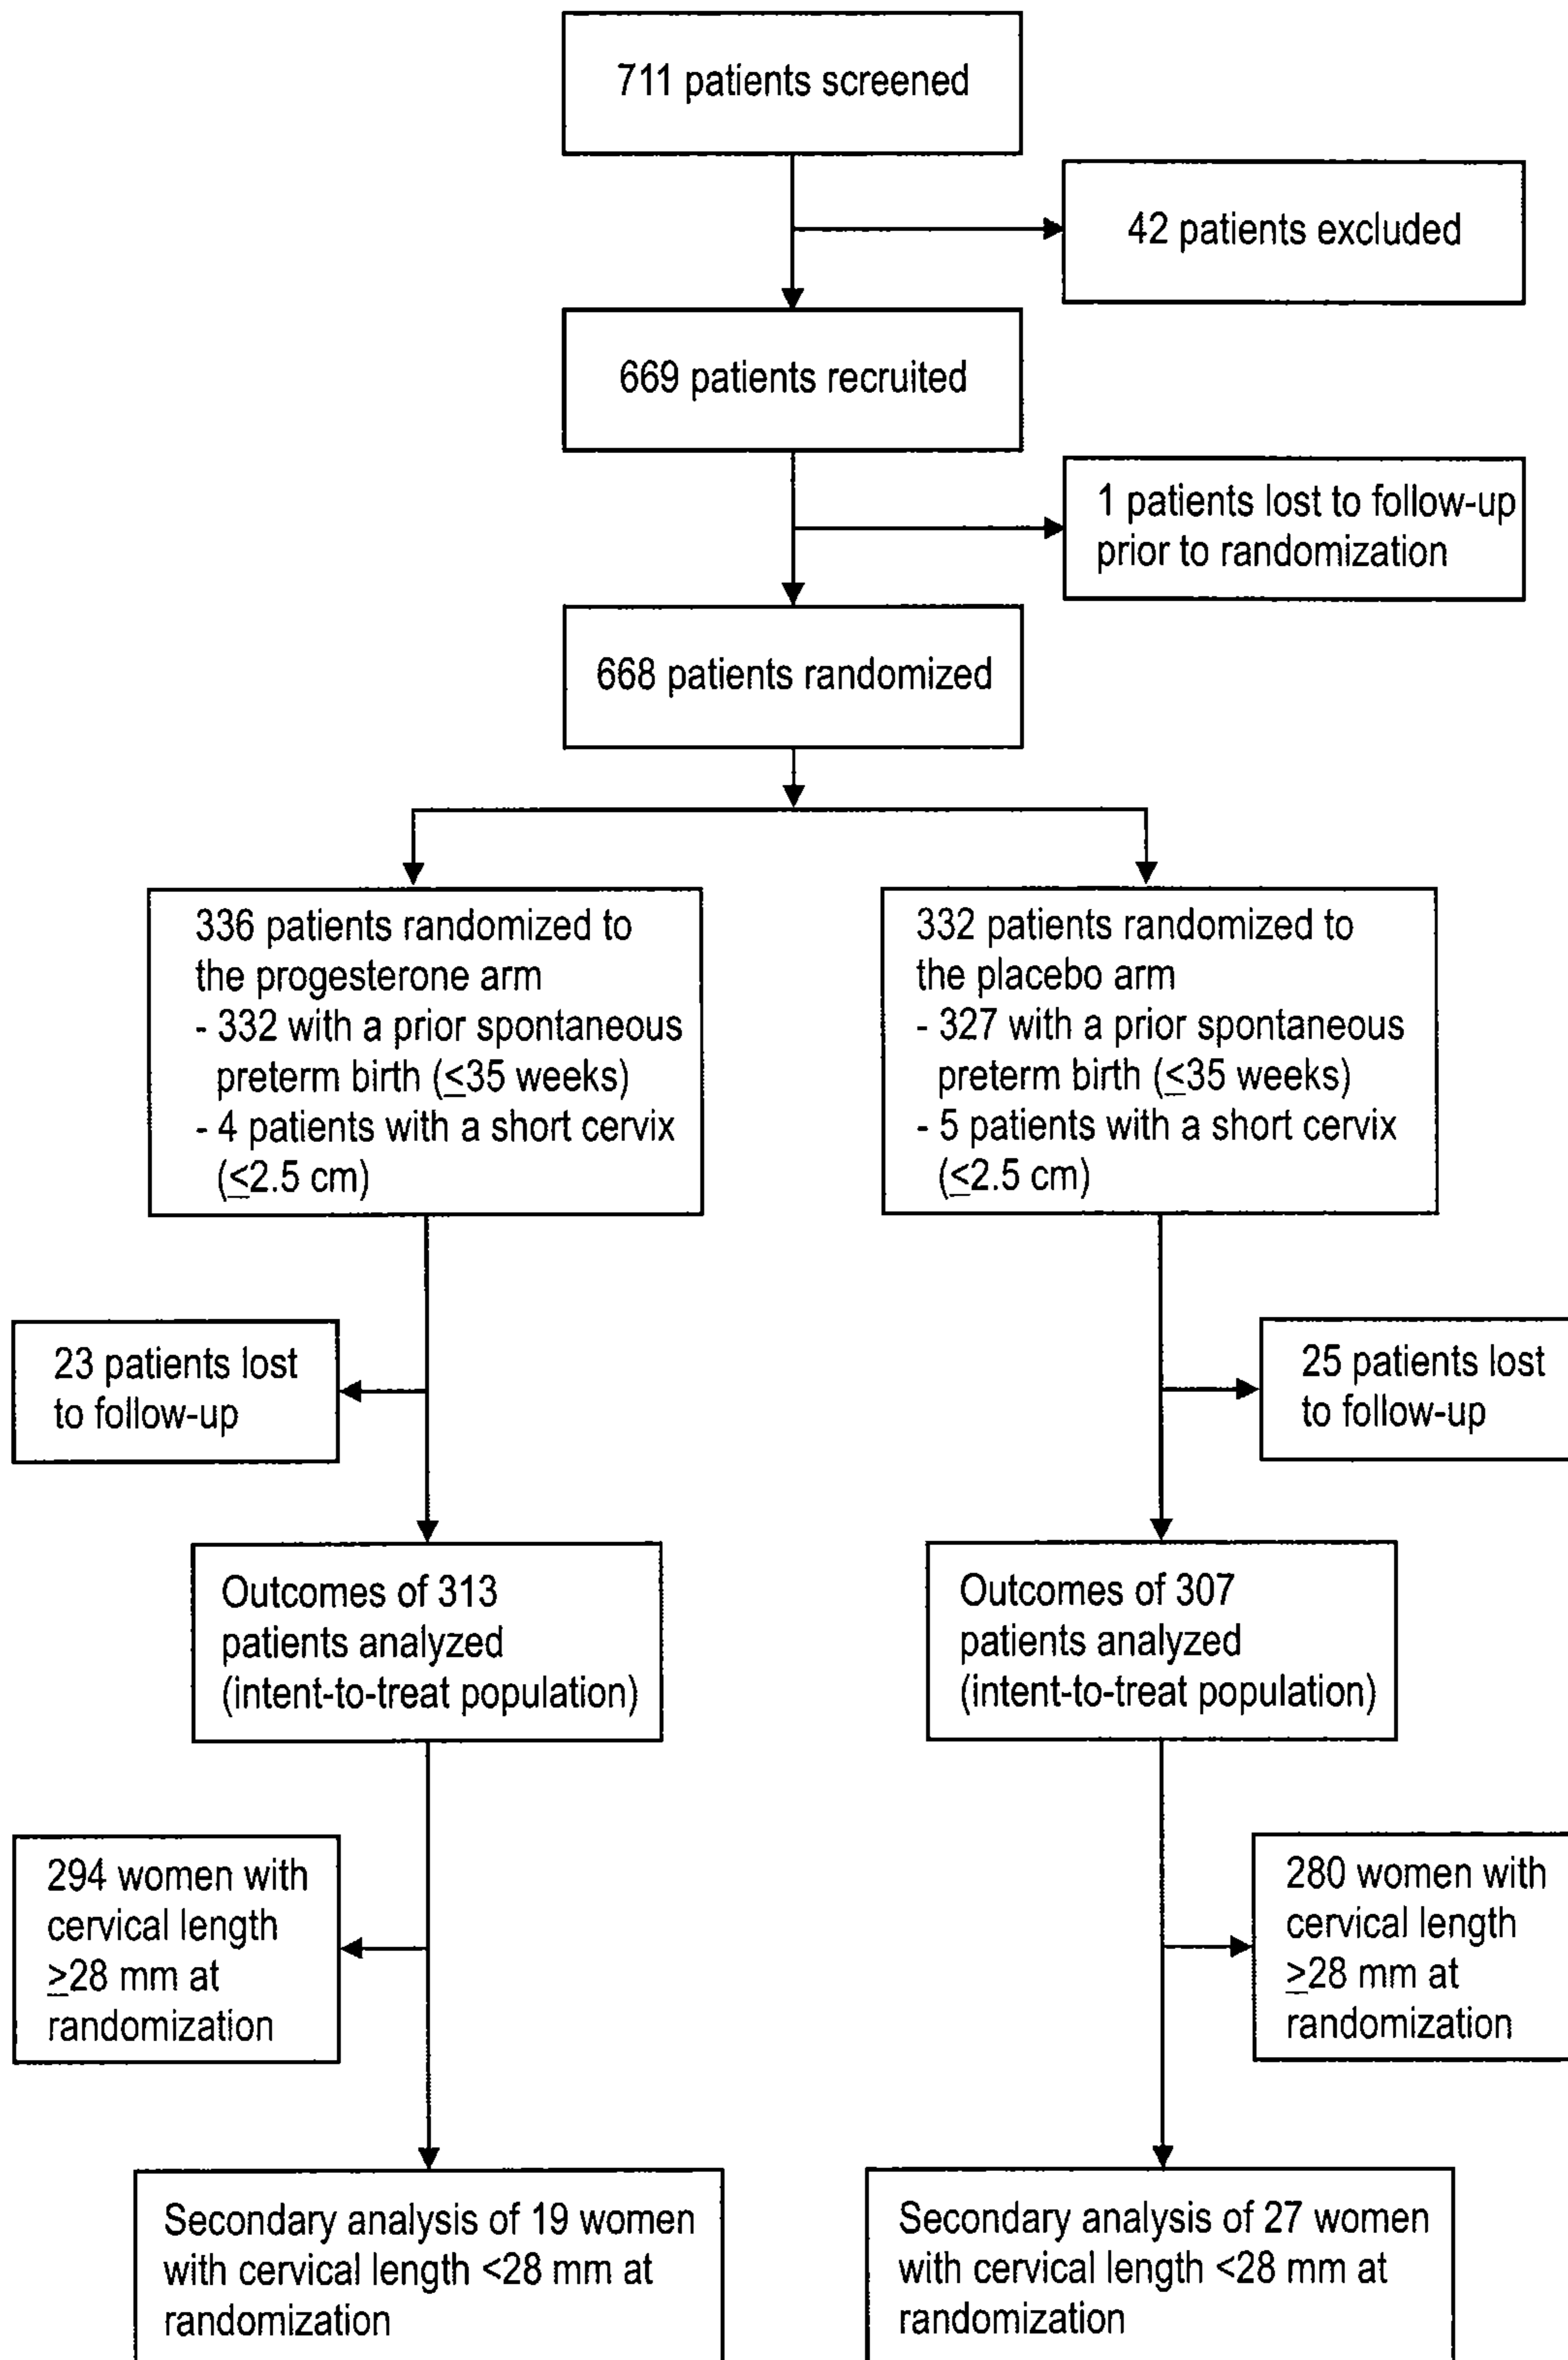 711 patients screened
42 patients excluded
669 patients recruited
1 patients lost to follow-up
prior to randomization
668 patients randomized
336 patients randomized to
the progesterone arm
- 332 with a prior spontaneous
preterm birth (≤35 weeks)
- 4 patients with a short cervix
(≤2.5 cm)
332 patients randomized to
the placebo arm
- 327 with a prior spontaneous
preterm birth (≤35 weeks)
- 5 patients with a short cervix
(≤2.5 cm)
23 patients lost
to follow-up
25 patients lost
to follow-up
Outcomes of 313
patients analyzed
(intent-to-treat population)
Outcomes of 307
patients analyzed
(intent-to-treat population)
294 women with
cervical length
≥28 mm at
randomization
280 women with
cervical length
≥28 mm at
randomization
Secondary analysis of 19 women
with cervical length <28 mm at
randomization
Secondary analysis of 27 women
with cervical length <28 mm at
randomization